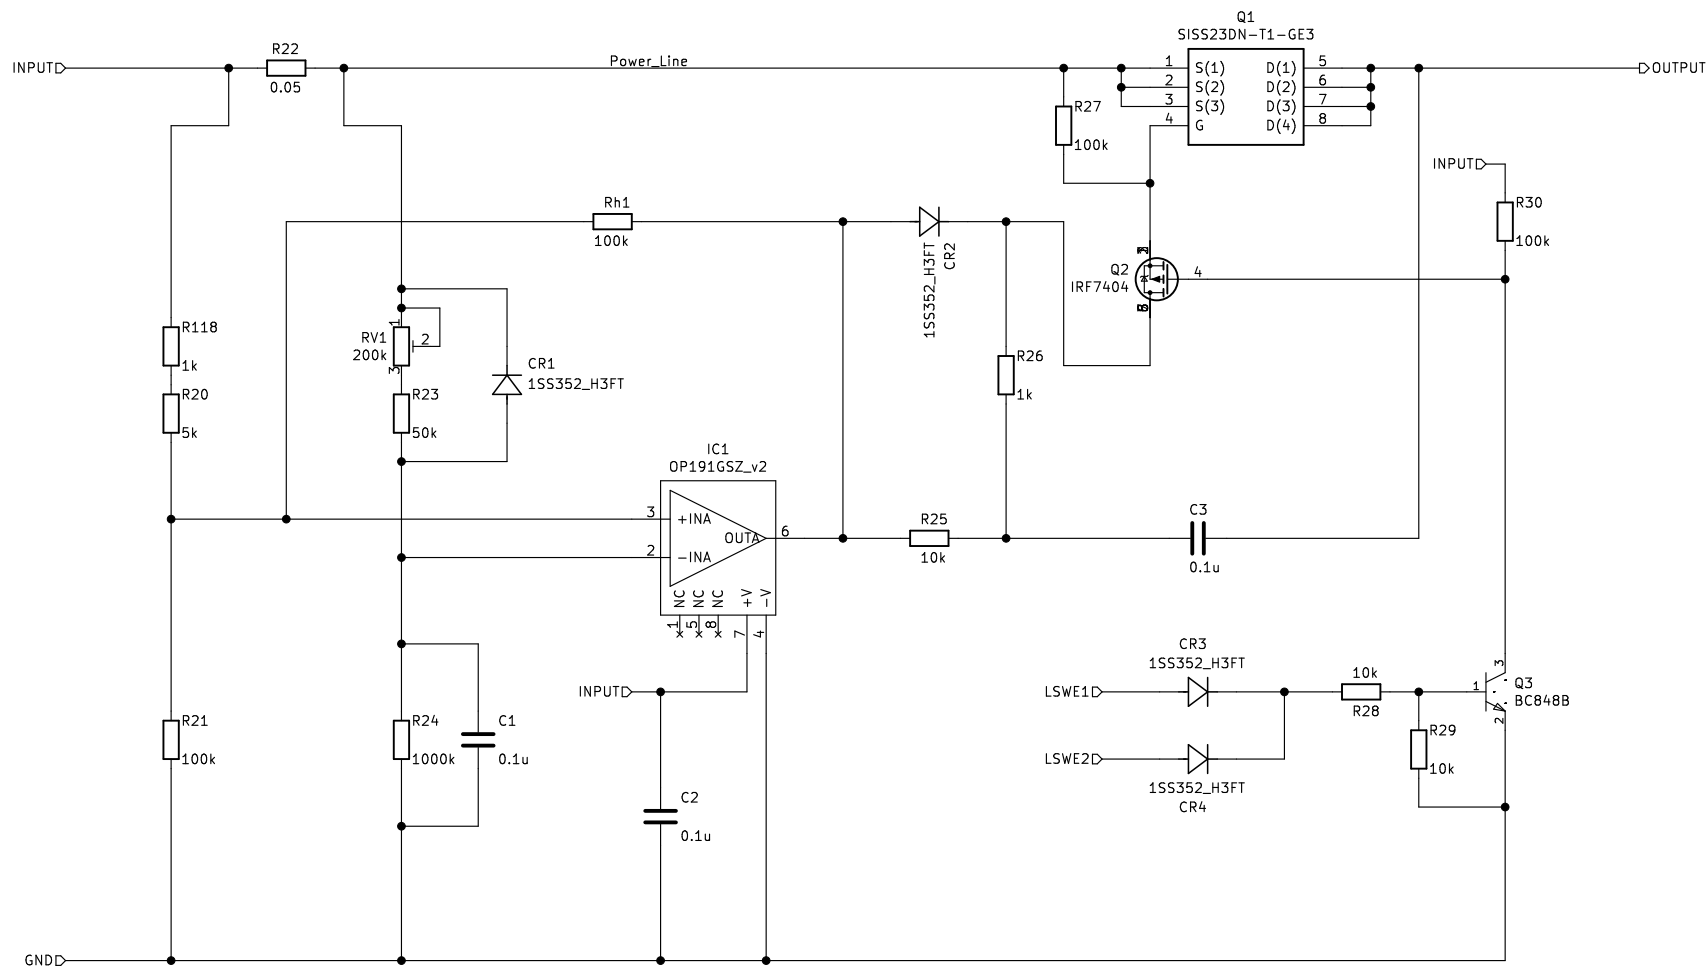 Q1
SISS23DN-T1-GE3
INPUT
R22
0.05
Power_Line
1
S(1)
D(1)
5
OUTPUT
2
S(2)
D(2)
6
3
S(3)
D(3)
7
4
G
D(4)
8
R27
100k
INPUT
R30
100k
Rh1
100k
1SS352_H3FT
CR2
Q2
IRF7404
4
R118
1k
R20
5k
1
RV1
200k
2
3
R23
50k
CR1
1SS352_H3FT
R26
1k
IC1
OP191GSZ_v2
3
+INA
OUTA
6
2
-INA
NC
NC
NC
+V
-V
1
5
8
7
4
R25
10k
C3
0.1u
INPUT
CR3
1SS352_H3FT
LSWE1
10k
R28
1
3
2
Q3
BC848B
R29
10k
LSWE2
1SS352_H3FT
CR4
R21
100k
R24
1000k
C1
0.1u
C2
0.1u
GND